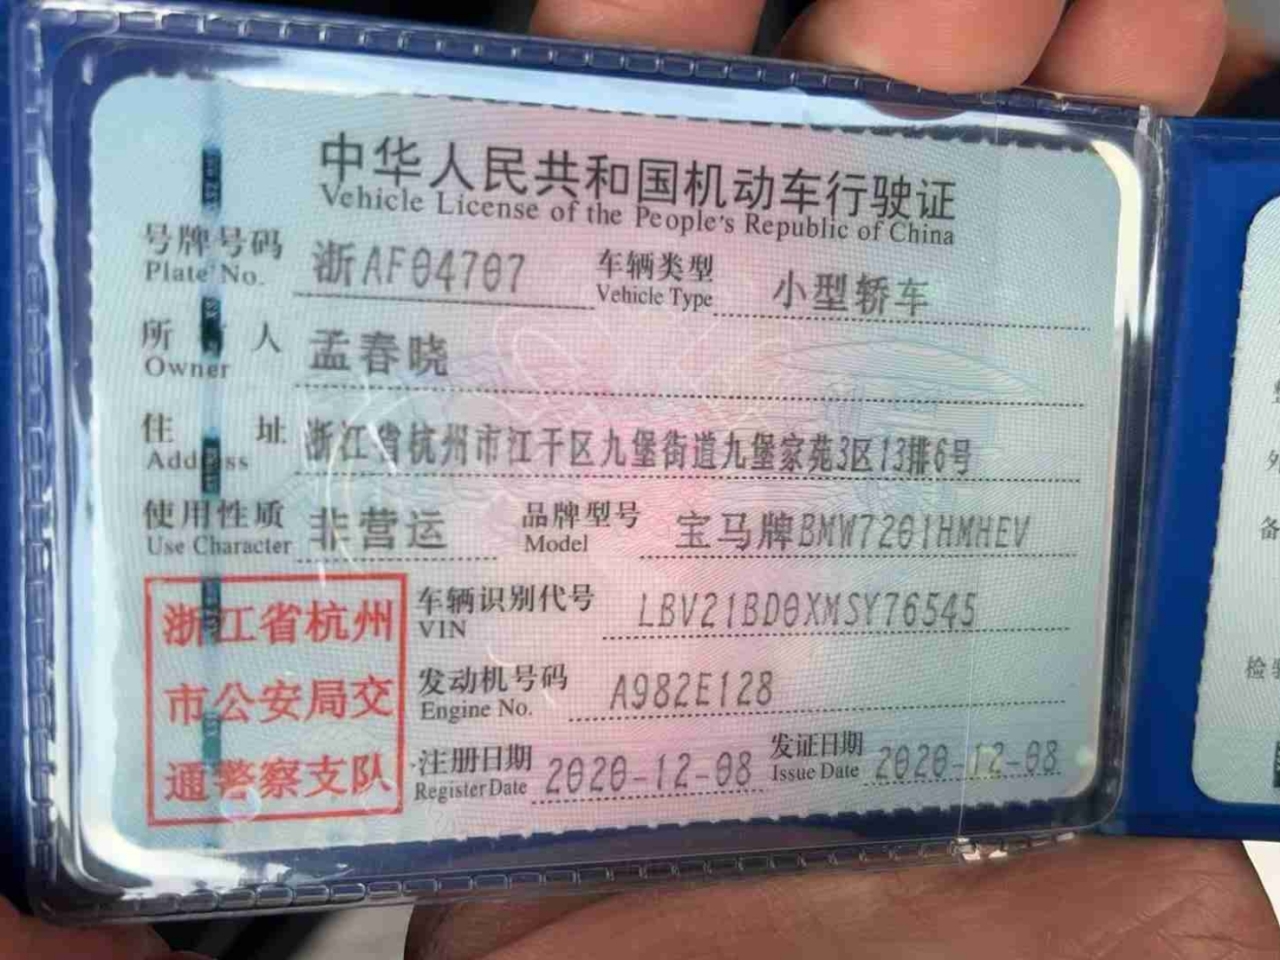 中华人民共和国机动车行驶证
Vehicle License of the People's Republic of China
号牌号码 浙AF04707 车辆类型 小型轿车
Plate No. Vehicle Type
所有人 孟春晓
Owner
住址 浙江省杭州市江干区九堡街道九堡家苑3区13排6号
Address
使用性质 非营运 品牌型号 宝马牌BMW7201HMHEV
Use Character Model
浙江省杭州
市公安局交
通警察支队
车辆识别代号 LBV21BD0XMSY76545
VIN
发动机号码 A982E128
Engine No.
注册日期 2020-12-08 发证日期 2020-12-08
Register Date Issue Date
备
检验